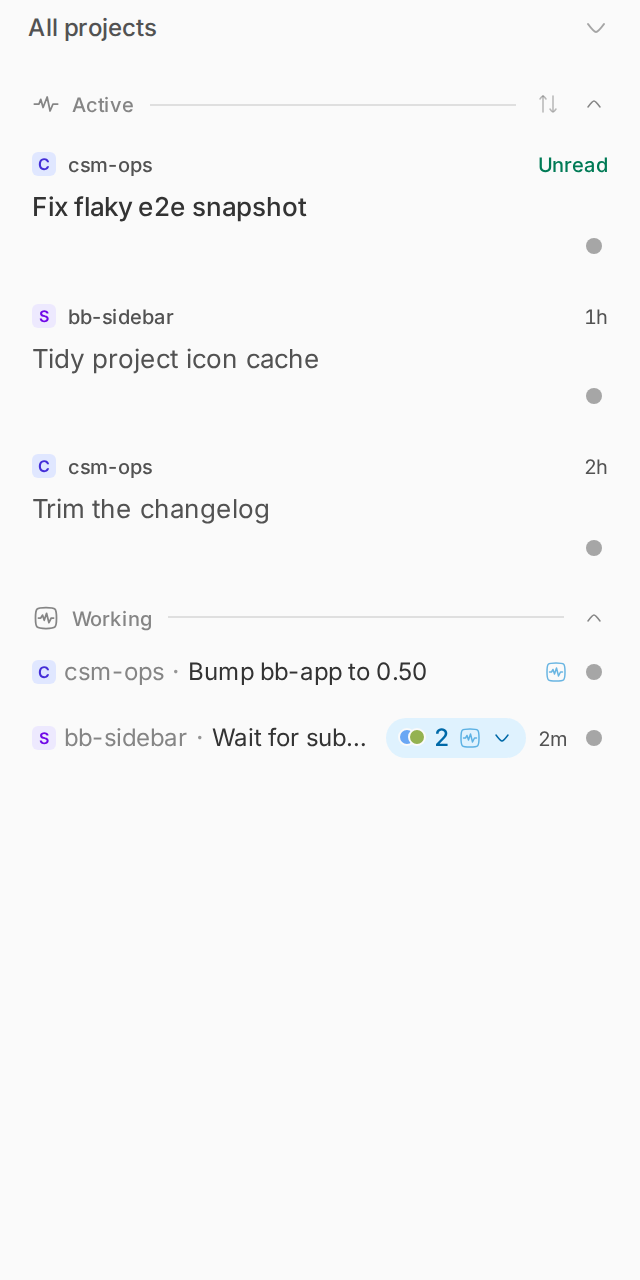 All projects
Active
C csm-ops Unread
Fix flaky e2e snapshot
S bb-sidebar 1h
Tidy project icon cache
C csm-ops 2h
Trim the changelog
Working
C csm-ops · Bump bb-app to 0.50
S bb-sidebar · Wait for sub... 2 2m